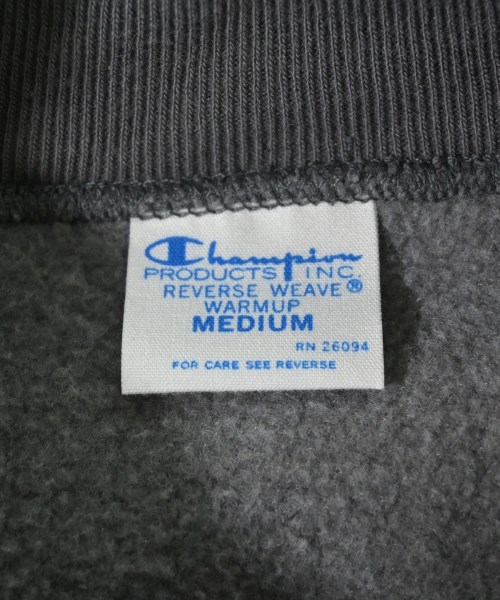 Champion
PRODUCTS INC.
REVERSE WEAVE®
WARMUP
MEDIUM
RN 26094
FOR CARE SEE REVERSE